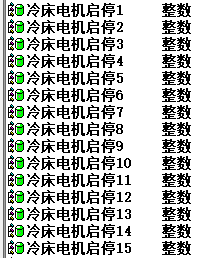 冷床电机启停1 整数
冷床电机启停2 整数
冷床电机启停3 整数
冷床电机启停4 整数
冷床电机启停5 整数
冷床电机启停6 整数
冷床电机启停7 整数
冷床电机启停8 整数
冷床电机启停9 整数
冷床电机启停10 整数
冷床电机启停11 整数
冷床电机启停12 整数
冷床电机启停13 整数
冷床电机启停14 整数
冷床电机启停15 整数